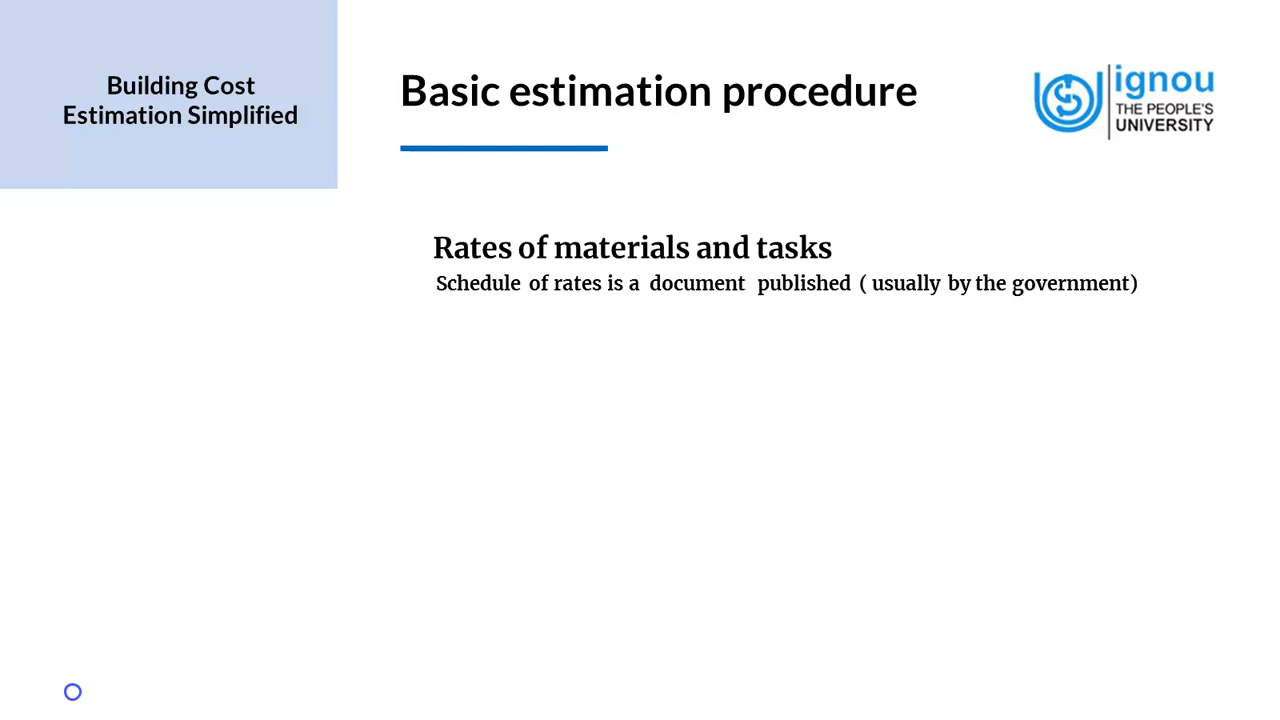 Building Cost
Estimation Simplified
Basic estimation procedure
ignou
THE PEOPLE'S
UNIVERSITY
Rates of materials and tasks
Schedule of rates is a document published ( usually by the government)